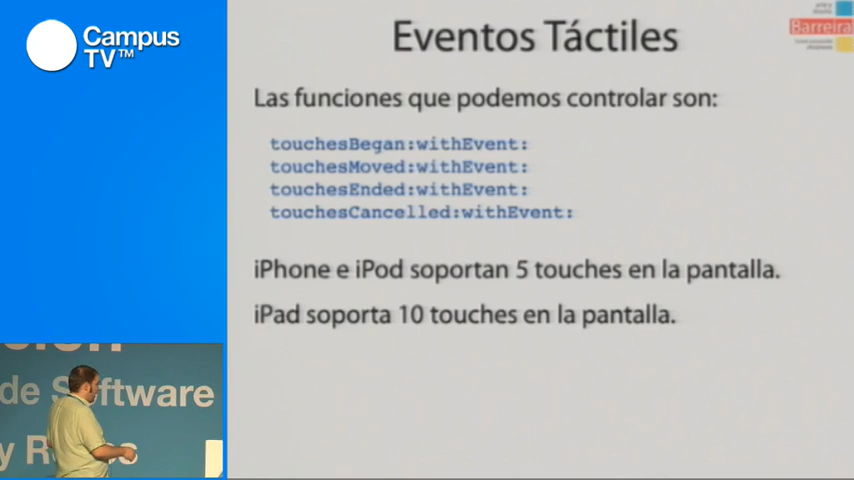 Campus
TV™
Eventos Táctiles
Barreira
Las funciones que podemos controlar son:
touchesBegan:withEvent:
touchesMoved:withEvent:
touchesEnded:withEvent:
touchesCancelled:withEvent:
iPhone e iPod soportan 5 touches en la pantalla.
iPad soporta 10 touches en la pantalla.
de Software
y